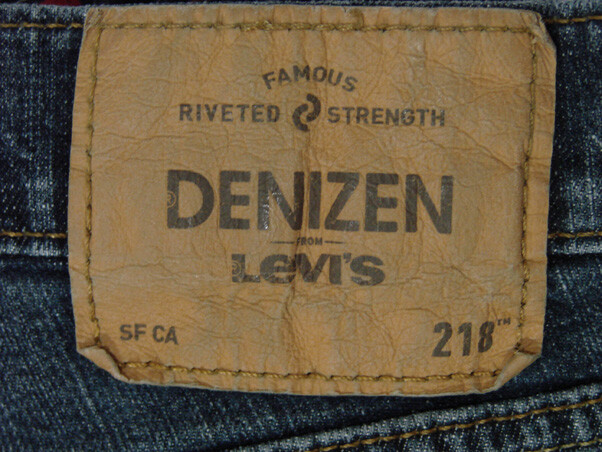 FAMOUS
RIVETED STRENGTH
DENIZEN®
FROM
Levi's®
SF CA 218™